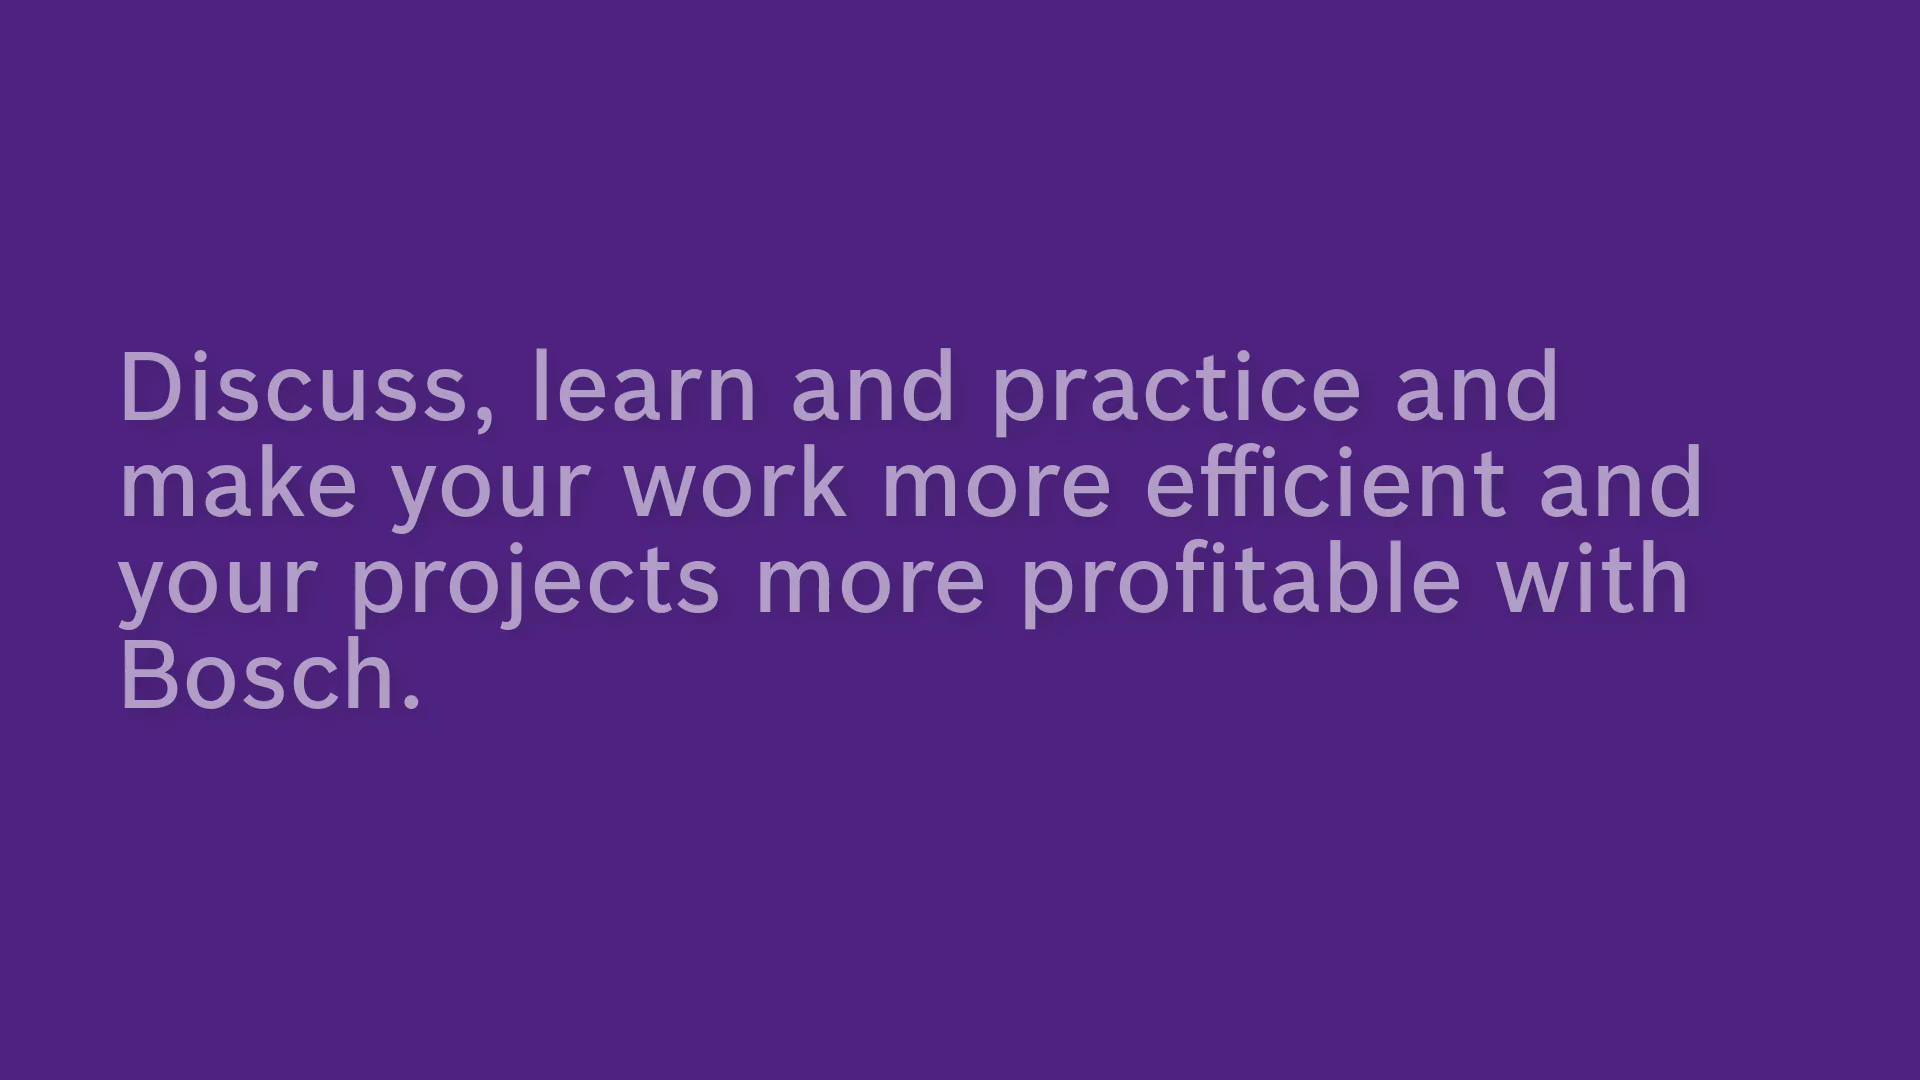 Discuss, learn and practice and
make your work more efficient and
your projects more profitable with
Bosch.